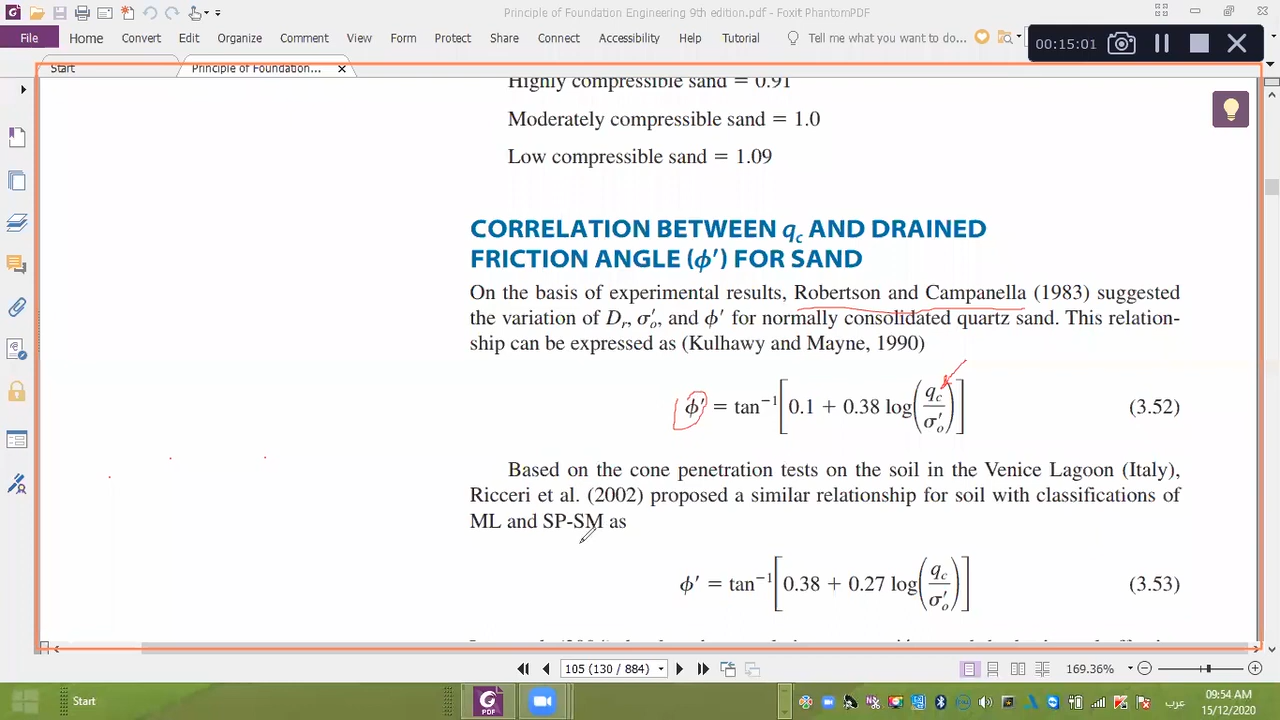 Principle of Foundation Engineering 9th edition.pdf - Foxit PhantomPDF
File Home Convert Edit Organize Comment View Form Protect Share Connect Accessibility Help Tutorial Tell me what you want to do...
00:15:01
Start Principle of Foundation...
Highly compressible sand = 0.91
Moderately compressible sand = 1.0
Low compressible sand = 1.09
CORRELATION BETWEEN qc AND DRAINED
FRICTION ANGLE (ϕ′) FOR SAND
On the basis of experimental results, Robertson and Campanella (1983) suggested
the variation of Dr, σ′o, and ϕ′ for normally consolidated quartz sand. This relation-
ship can be expressed as (Kulhawy and Mayne, 1990)
ϕ′ = tan−1[0.1 + 0.38 log(qc/σ′o)] (3.52)
Based on the cone penetration tests on the soil in the Venice Lagoon (Italy),
Ricceri et al. (2002) proposed a similar relationship for soil with classifications of
ML and SP-SM as
ϕ′ = tan−1[0.38 + 0.27 log(qc/σ′o)] (3.53)
105 (130 / 884) 169.36%
Start PDF عرب 09:54 AM
15/12/2020